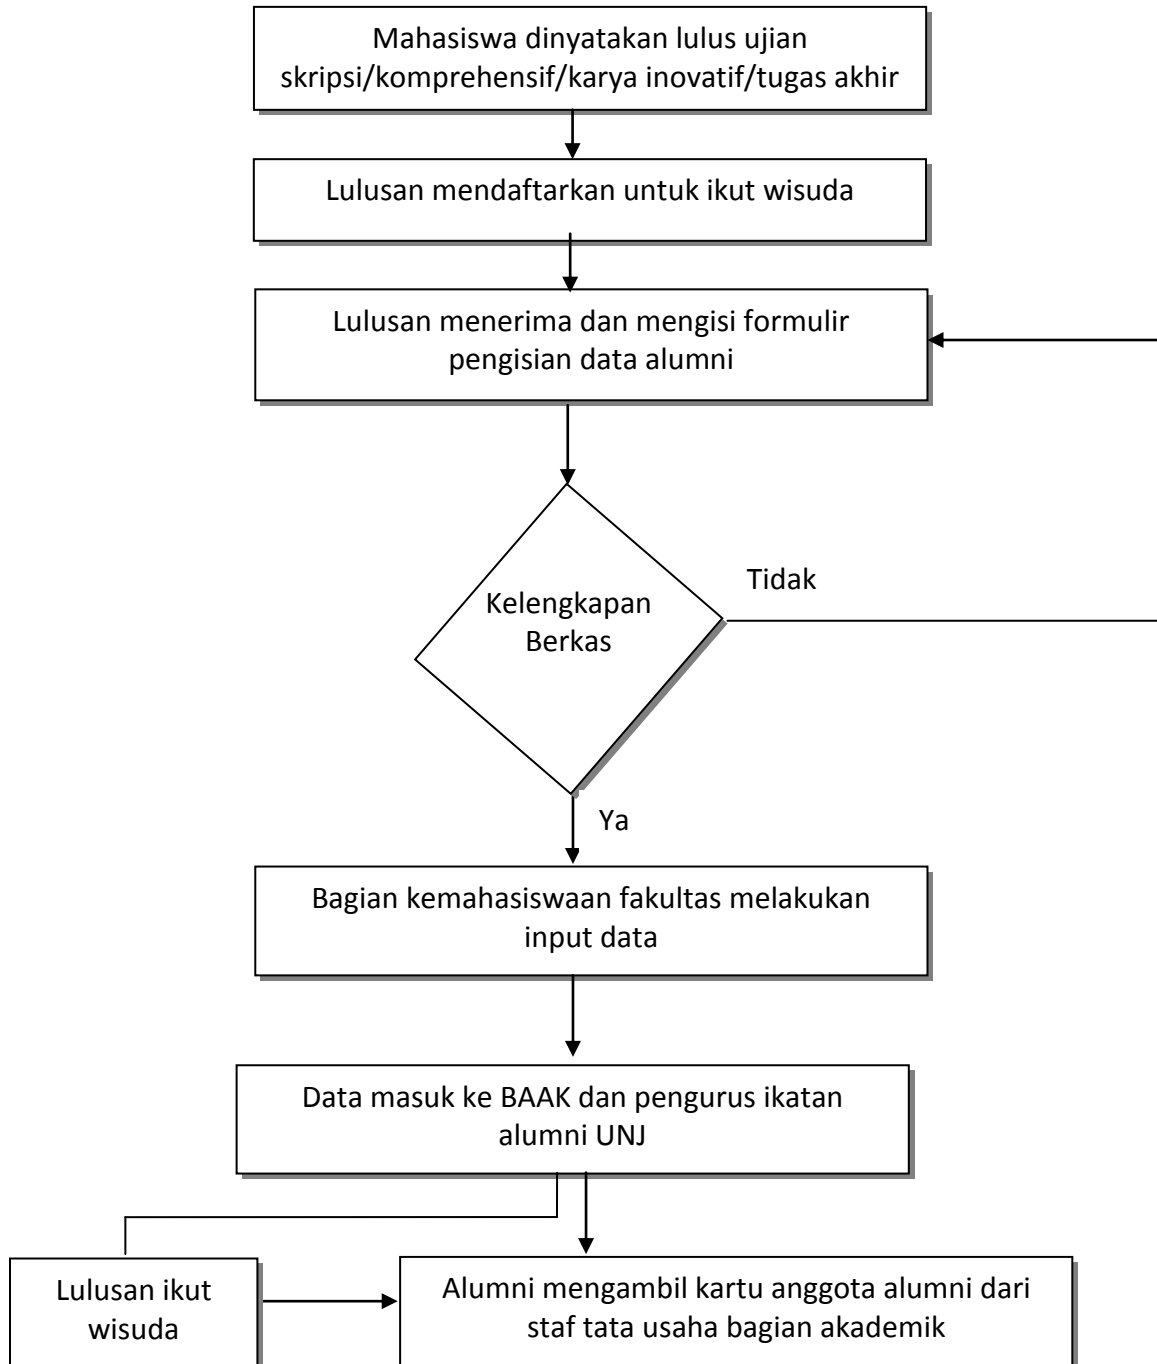 Mahasiswa dinyatakan lulus ujian
skripsi/komprehensif/karya inovatif/tugas akhir
Lulusan mendaftarkan untuk ikut wisuda
Lulusan menerima dan mengisi formulir
pengisian data alumni
Kelengkapan
Berkas
Tidak
Ya
Bagian kemahasiswaan fakultas melakukan
input data
Data masuk ke BAAK dan pengurus ikatan
alumni UNJ
Lulusan ikut
wisuda
Alumni mengambil kartu anggota alumni dari
staf tata usaha bagian akademik